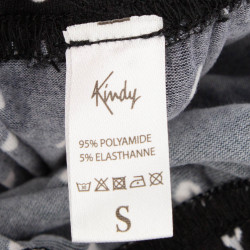 Kindy
95% POLYAMIDE
5% ELASTHANNE
S